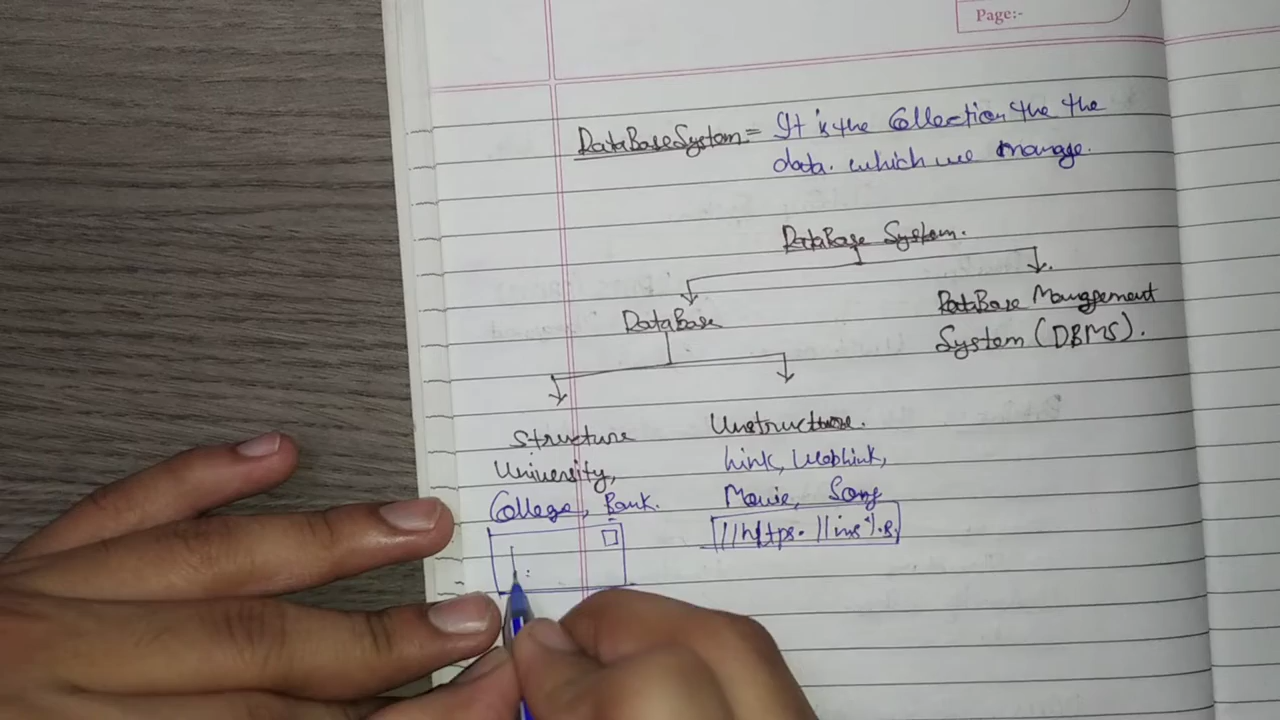 Page:-
DataBaseSystem = It is the Collection the the
data. which we manage.
DataBase System.
DataBase
DataBase Management
System (DBMS).
Structure
Unstructure.
University,
Link, Weblink,
College, Bank.
Movie, Song